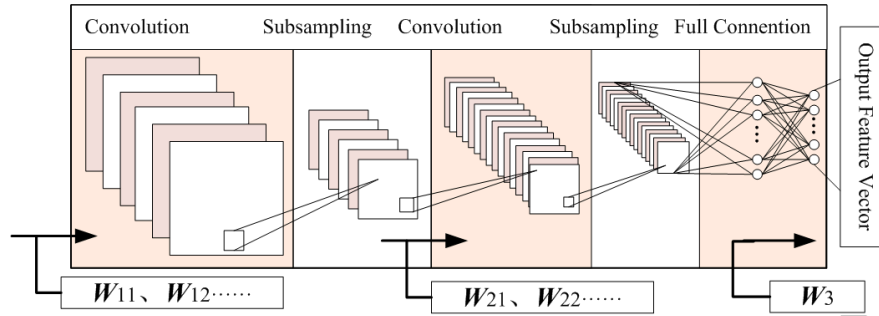 Convolution Subsampling Convolution Subsampling Full Connention
Output Feature Vector
W11、W12……
W21、W22……
W3